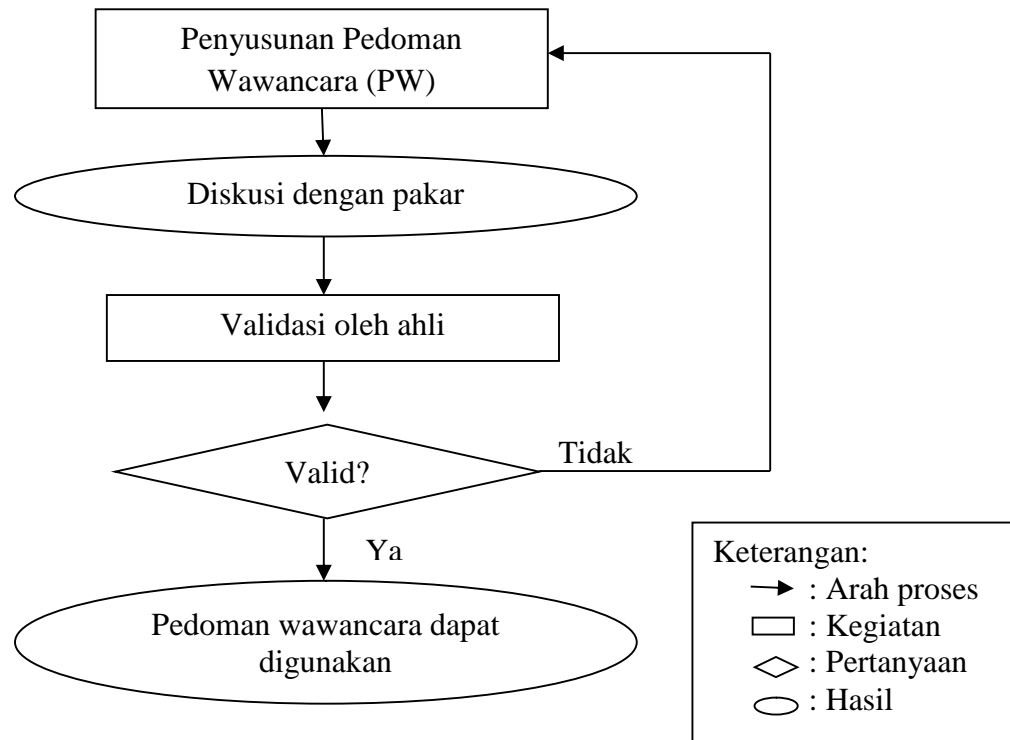 Penyusunan Pedoman
Wawancara (PW)
Diskusi dengan pakar
Validasi oleh ahli
Tidak
Valid?
Ya
Pedoman wawancara dapat
digunakan
Keterangan:
: Arah proses
: Kegiatan
: Pertanyaan
: Hasil